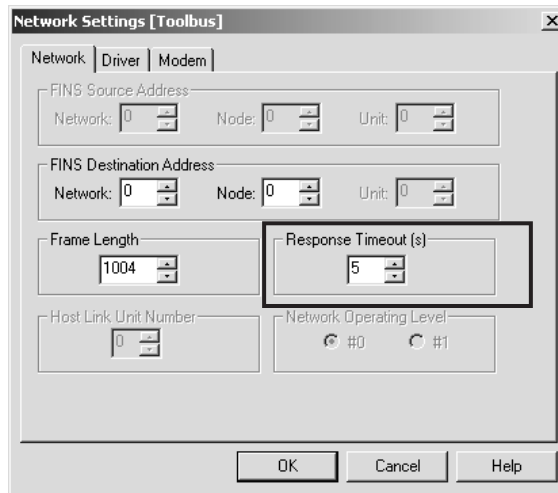 Network Settings [Toolbus]
Network Driver Modem
FINS Source Address
Network: 0 Node: 0 Unit: 0
FINS Destination Address
Network: 0 Node: 0 Unit: 0
Frame Length
1004
Response Timeout (s)
5
Host Link Unit Number
0
Network Operating Level
#0 #1
OK Cancel Help